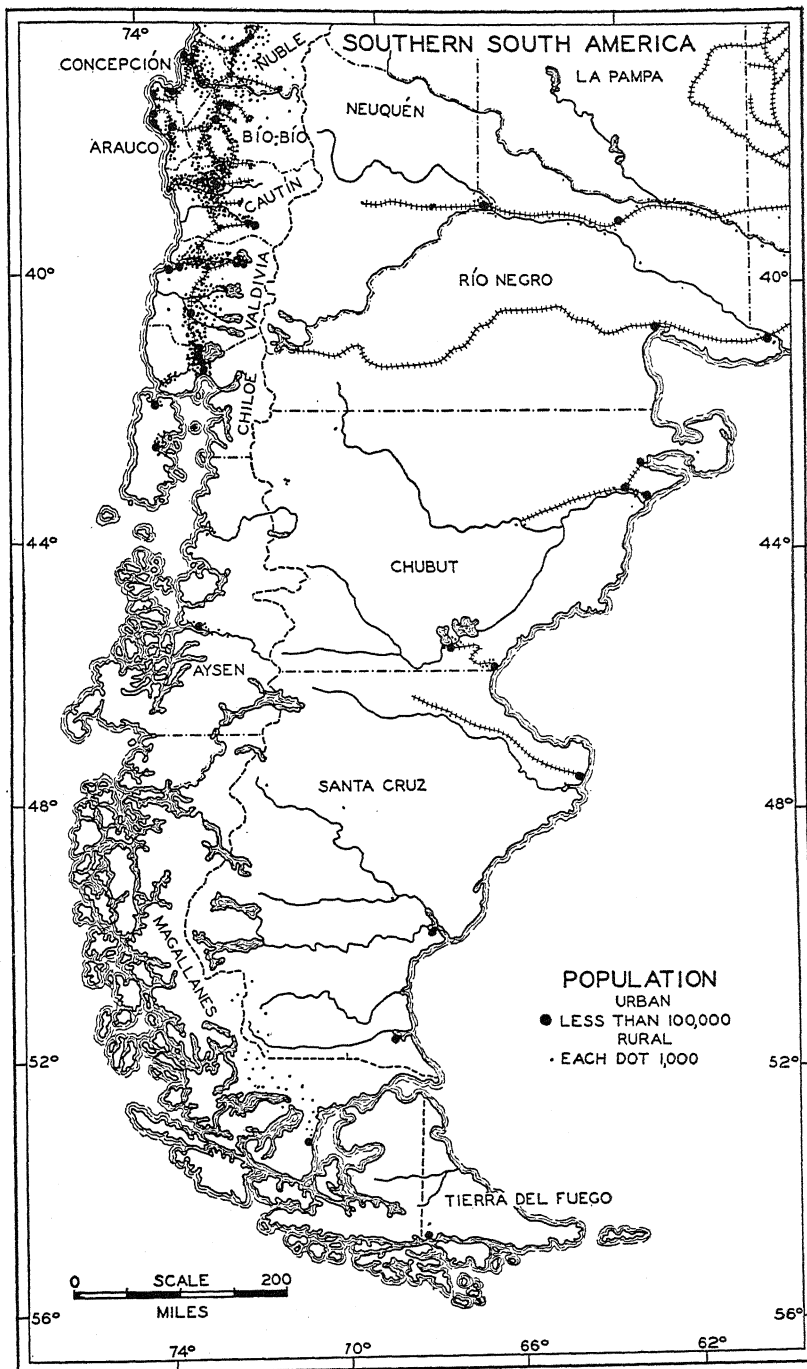 74°
SOUTHERN SOUTH AMERICA
ÑUBLE
CONCEPCIÓN
LA PAMPA
NEUQUÉN
BÍO-BÍO
ARAUCO
CAUTÍN
40°
40°
RÍO NEGRO
VALDIVIA
CHILOE
44°
44°
CHUBUT
AYSEN
SANTA CRUZ
48°
48°
MAGALLANES
POPULATION
URBAN
LESS THAN 100,000
RURAL
EACH DOT 1,000
52°
52°
TIERRA DEL FUEGO
0 SCALE 200
MILES
56°
56°
74°
70°
66°
62°